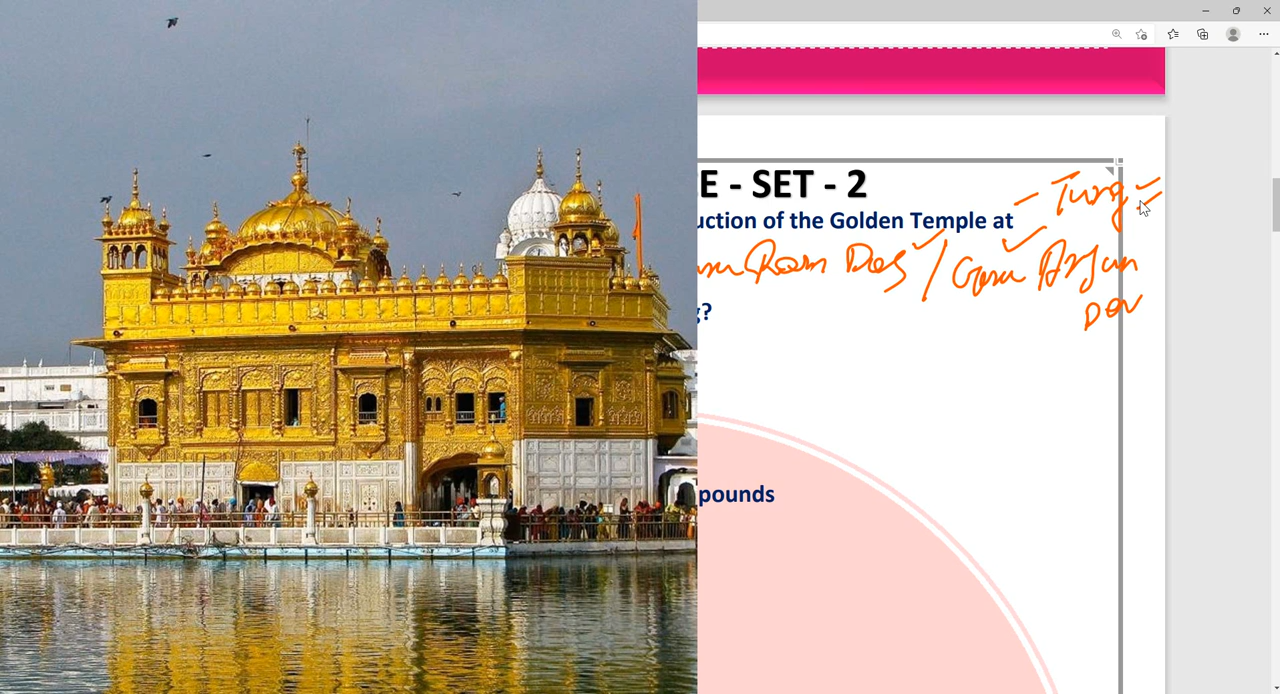 E - SET - 2
uction of the Golden Temple at
Ram Das / Guru Arjun
Dev
g?
pounds